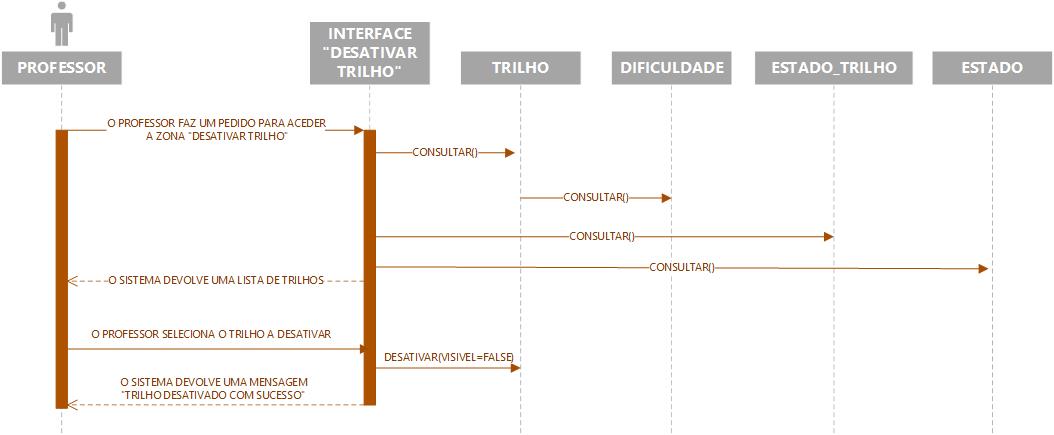 INTERFACE
"DESATIVAR
TRILHO"
PROFESSOR
TRILHO
DIFICULDADE
ESTADO_TRILHO
ESTADO
O PROFESSOR FAZ UM PEDIDO PARA ACEDER
A ZONA "DESATIVAR TRILHO"
CONSULTAR()
CONSULTAR()
CONSULTAR()
CONSULTAR()
O SISTEMA DEVOLVE UMA LISTA DE TRILHOS
O PROFESSOR SELECIONA O TRILHO A DESATIVAR
DESATIVAR(VISIVEL=FALSE)
O SISTEMA DEVOLVE UMA MENSAGEM
"TRILHO DESATIVADO COM SUCESSO"